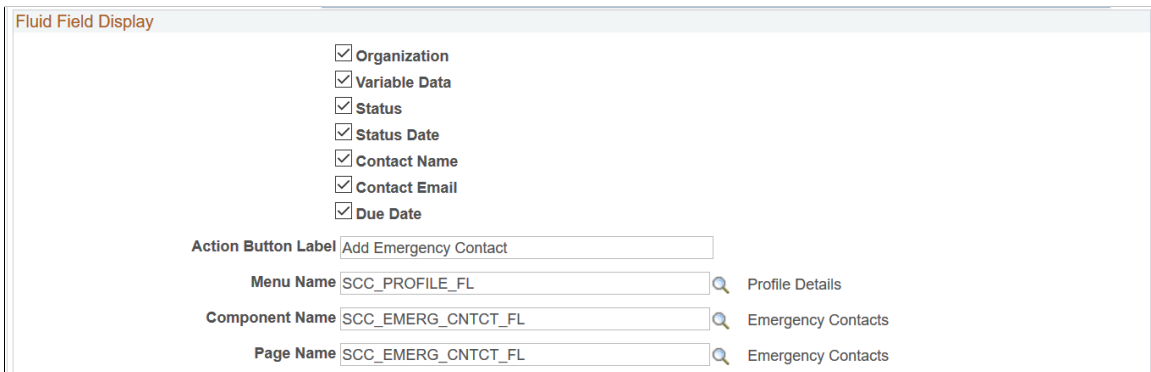 Fluid Field Display
Organization
Variable Data
Status
Status Date
Contact Name
Contact Email
Due Date
Action Button Label Add Emergency Contact
Menu Name SCC_PROFILE_FL Profile Details
Component Name SCC_EMERG_CNTCT_FL Emergency Contacts
Page Name SCC_EMERG_CNTCT_FL Emergency Contacts